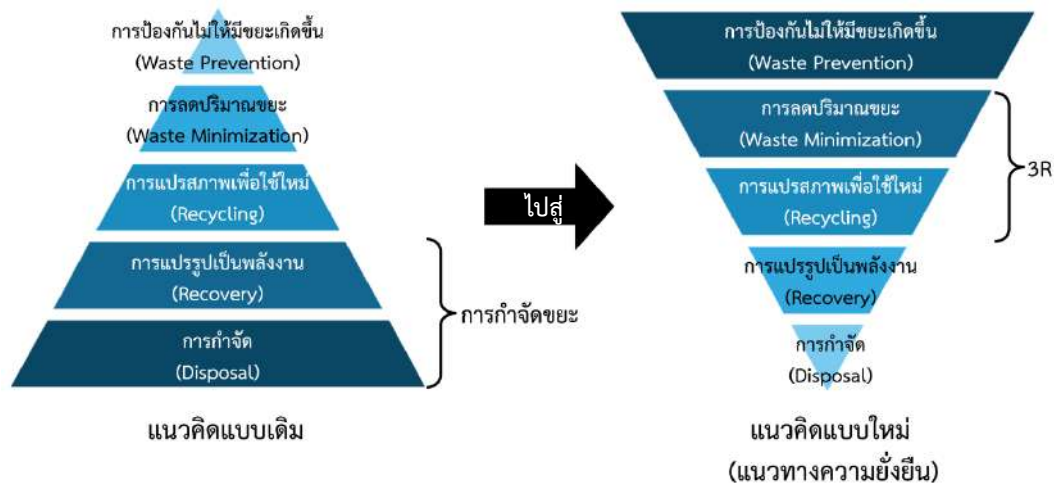 การป้องกันไม่ให้มีขยะเกิดขึ้น
(Waste Prevention)
การลดปริมาณขยะ
(Waste Minimization)
การแปรสภาพเพื่อใช้ใหม่
(Recycling)
การแปรรูปเป็นพลังงาน
(Recovery)
การกำจัด
(Disposal)
การกำจัดขยะ
แนวคิดแบบเดิม
ไปสู่
การป้องกันไม่ให้มีขยะเกิดขึ้น
(Waste Prevention)
การลดปริมาณขยะ
(Waste Minimization)
การแปรสภาพเพื่อใช้ใหม่
(Recycling)
3R
การแปรรูปเป็นพลังงาน
(Recovery)
การกำจัด
(Disposal)
แนวคิดแบบใหม่
(แนวทางความยั่งยืน)